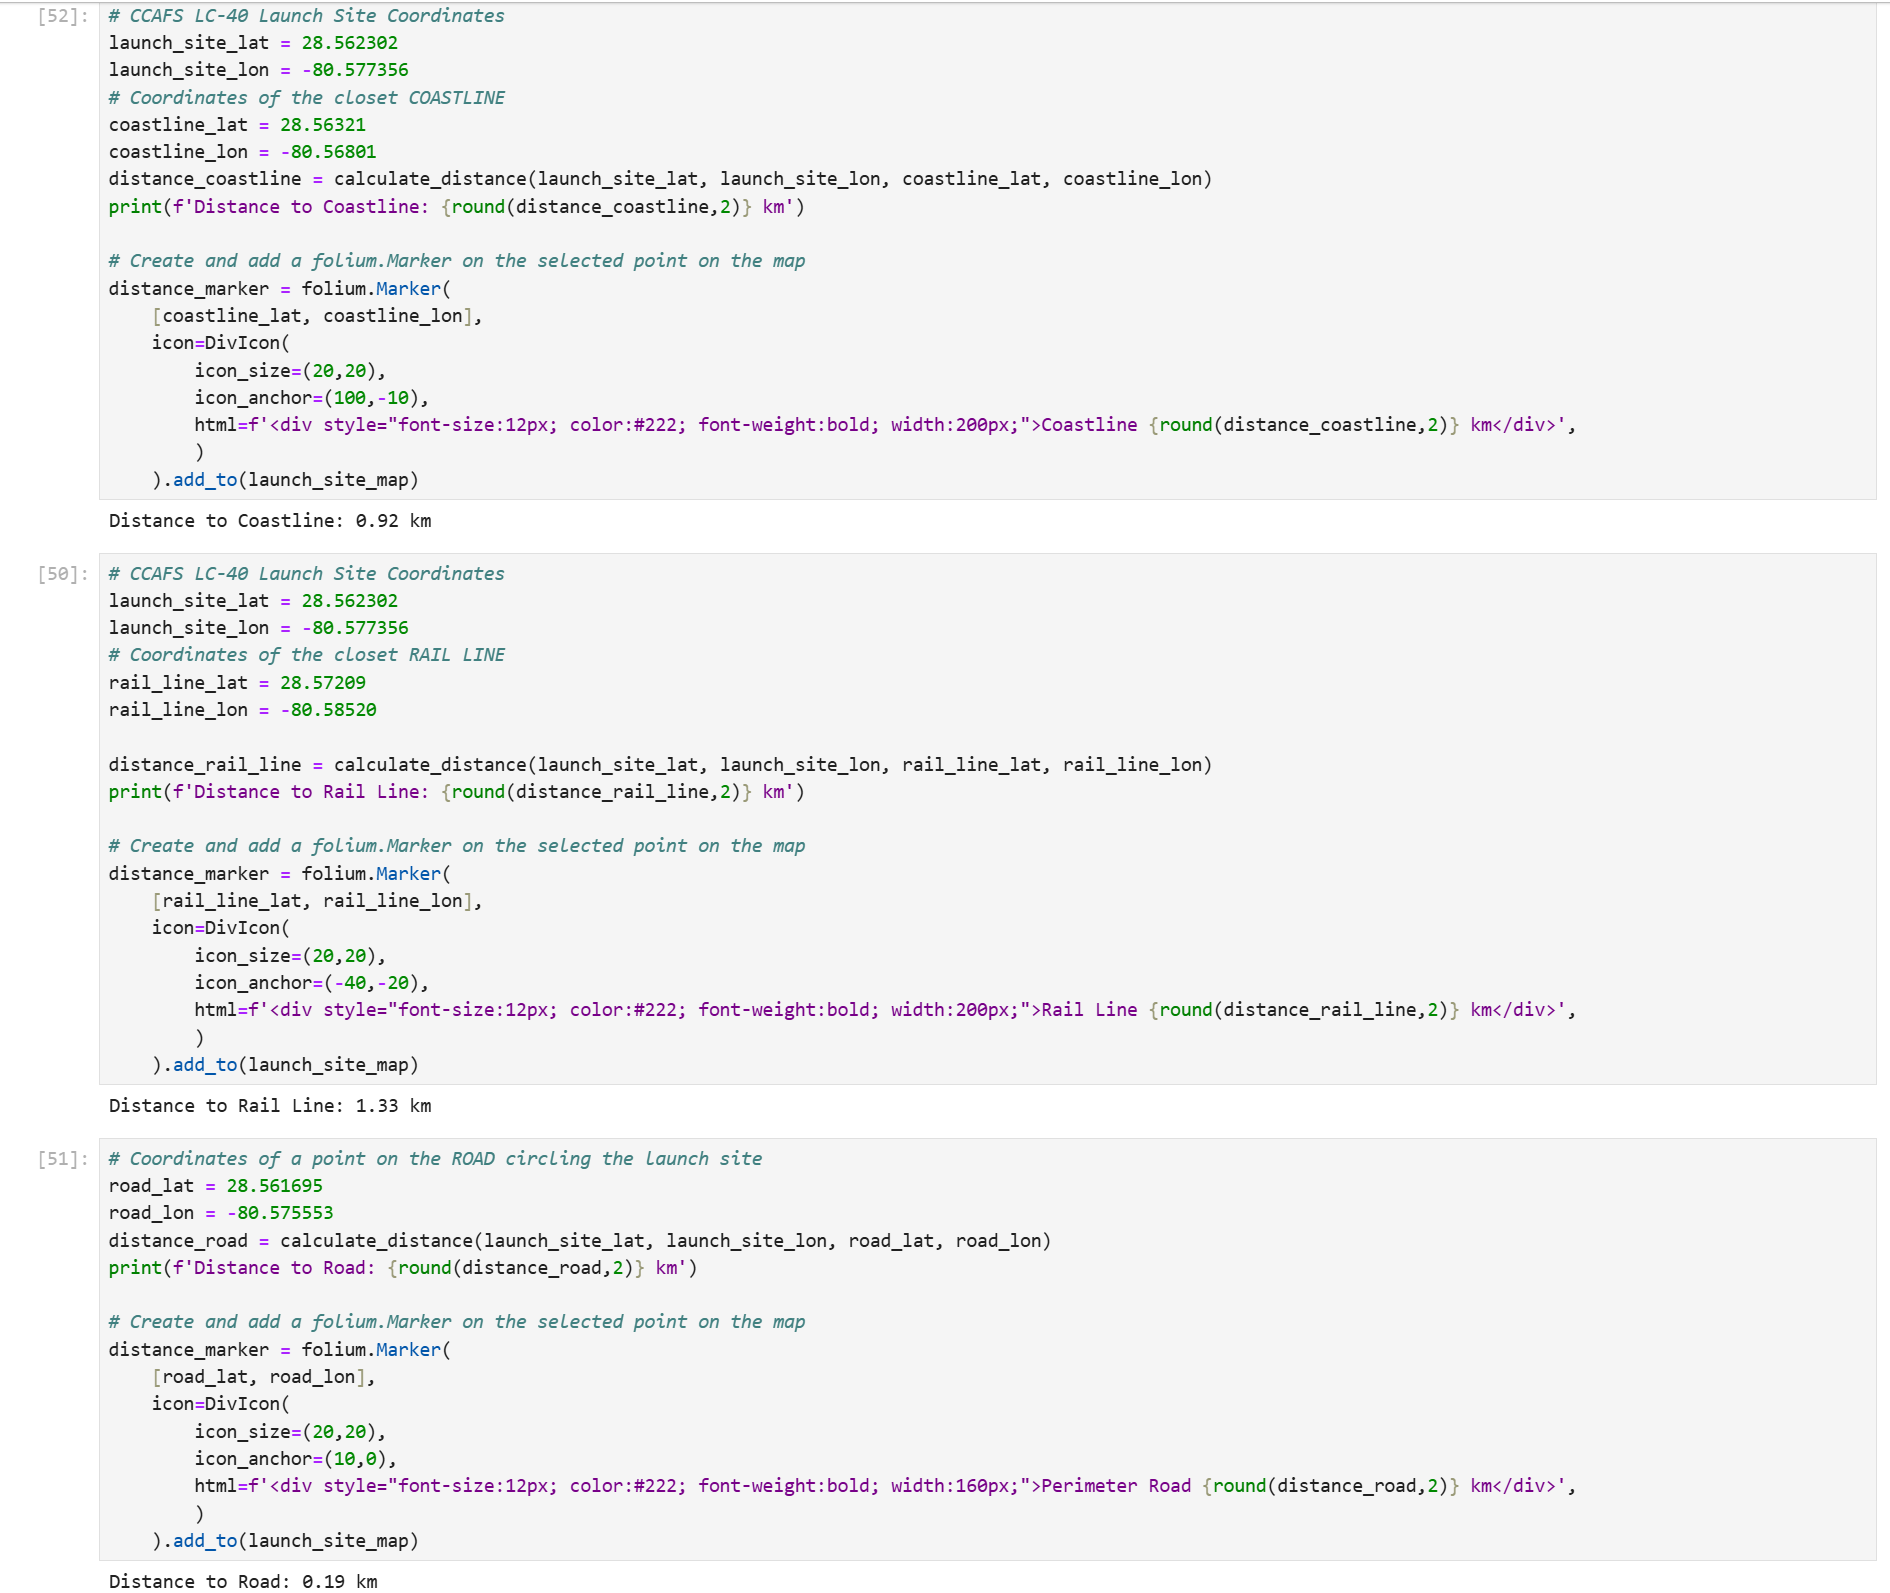 [52]: # CCAFS LC-40 Launch Site Coordinates
launch_site_lat = 28.562302
launch_site_lon = -80.577356
# Coordinates of the closet COASTLINE
coastline_lat = 28.56321
coastline_lon = -80.56801
distance_coastline = calculate_distance(launch_site_lat, launch_site_lon, coastline_lat, coastline_lon)
print(f'Distance to Coastline: {round(distance_coastline,2)} km')
# Create and add a folium.Marker on the selected point on the map
distance_marker = folium.Marker(
[coastline_lat, coastline_lon],
icon=DivIcon(
icon_size=(20,20),
icon_anchor=(100,-10),
html=f'<div style="font-size:12px; color:#222; font-weight:bold; width:200px;">Coastline {round(distance_coastline,2)} km</div>',
)
).add_to(launch_site_map)
Distance to Coastline: 0.92 km
[50]: # CCAFS LC-40 Launch Site Coordinates
launch_site_lat = 28.562302
launch_site_lon = -80.577356
# Coordinates of the closet RAIL LINE
rail_line_lat = 28.57209
rail_line_lon = -80.58520
distance_rail_line = calculate_distance(launch_site_lat, launch_site_lon, rail_line_lat, rail_line_lon)
print(f'Distance to Rail Line: {round(distance_rail_line,2)} km')
# Create and add a folium.Marker on the selected point on the map
distance_marker = folium.Marker(
[rail_line_lat, rail_line_lon],
icon=DivIcon(
icon_size=(20,20),
icon_anchor=(-40,-20),
html=f'<div style="font-size:12px; color:#222; font-weight:bold; width:200px;">Rail Line {round(distance_rail_line,2)} km</div>',
)
).add_to(launch_site_map)
Distance to Rail Line: 1.33 km
[51]: # Coordinates of a point on the ROAD circling the launch site
road_lat = 28.561695
road_lon = -80.575553
distance_road = calculate_distance(launch_site_lat, launch_site_lon, road_lat, road_lon)
print(f'Distance to Road: {round(distance_road,2)} km')
# Create and add a folium.Marker on the selected point on the map
distance_marker = folium.Marker(
[road_lat, road_lon],
icon=DivIcon(
icon_size=(20,20),
icon_anchor=(10,0),
html=f'<div style="font-size:12px; color:#222; font-weight:bold; width:160px;">Perimeter Road {round(distance_road,2)} km</div>',
)
).add_to(launch_site_map)
Distance to Road: 0.19 km